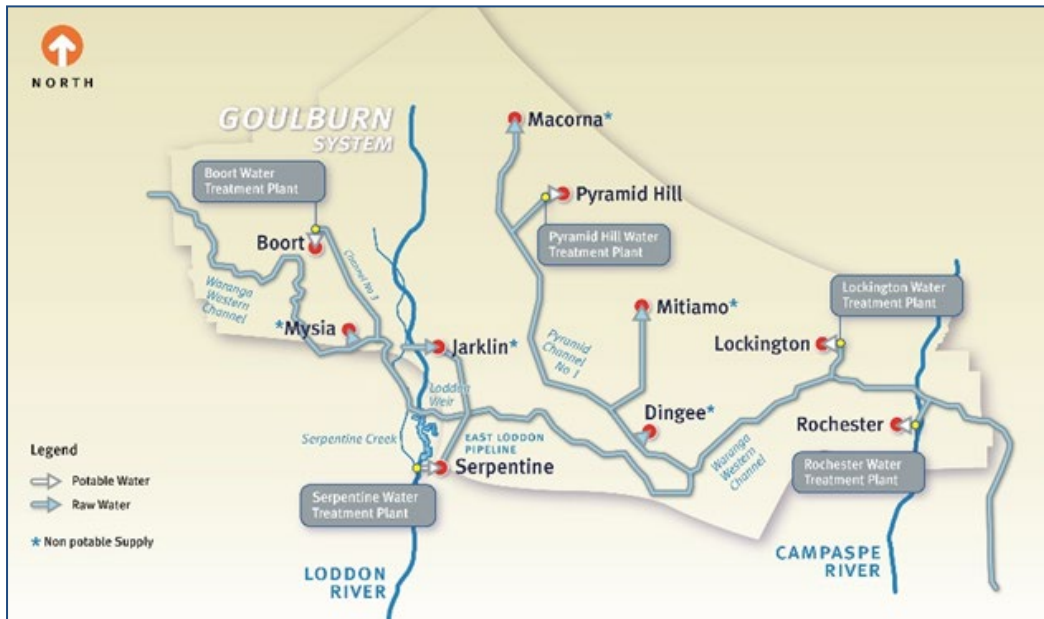 NORTH
GOULBURN
SYSTEM
Macorna*
Boort Water
Treatment Plant
Pyramid Hill
Boort
Channel No 3
Pyramid Hill Water
Treatment Plant
Waranga
Western
Channel
Lockington Water
Treatment Plant
Mitiamo*
*Mysia
Jarklin*
Pyramid
Channel
No 1
Lockington
Loddon
Weir
Dingee*
Rochester
Legend
Serpentine Creek
EAST LODDON
PIPELINE
Waranga
Western
Channel
Potable Water
Serpentine
Rochester Water
Treatment Plant
Raw Water
Serpentine Water
Treatment Plant
* Non potable Supply
LODDON
RIVER
CAMPASPE
RIVER